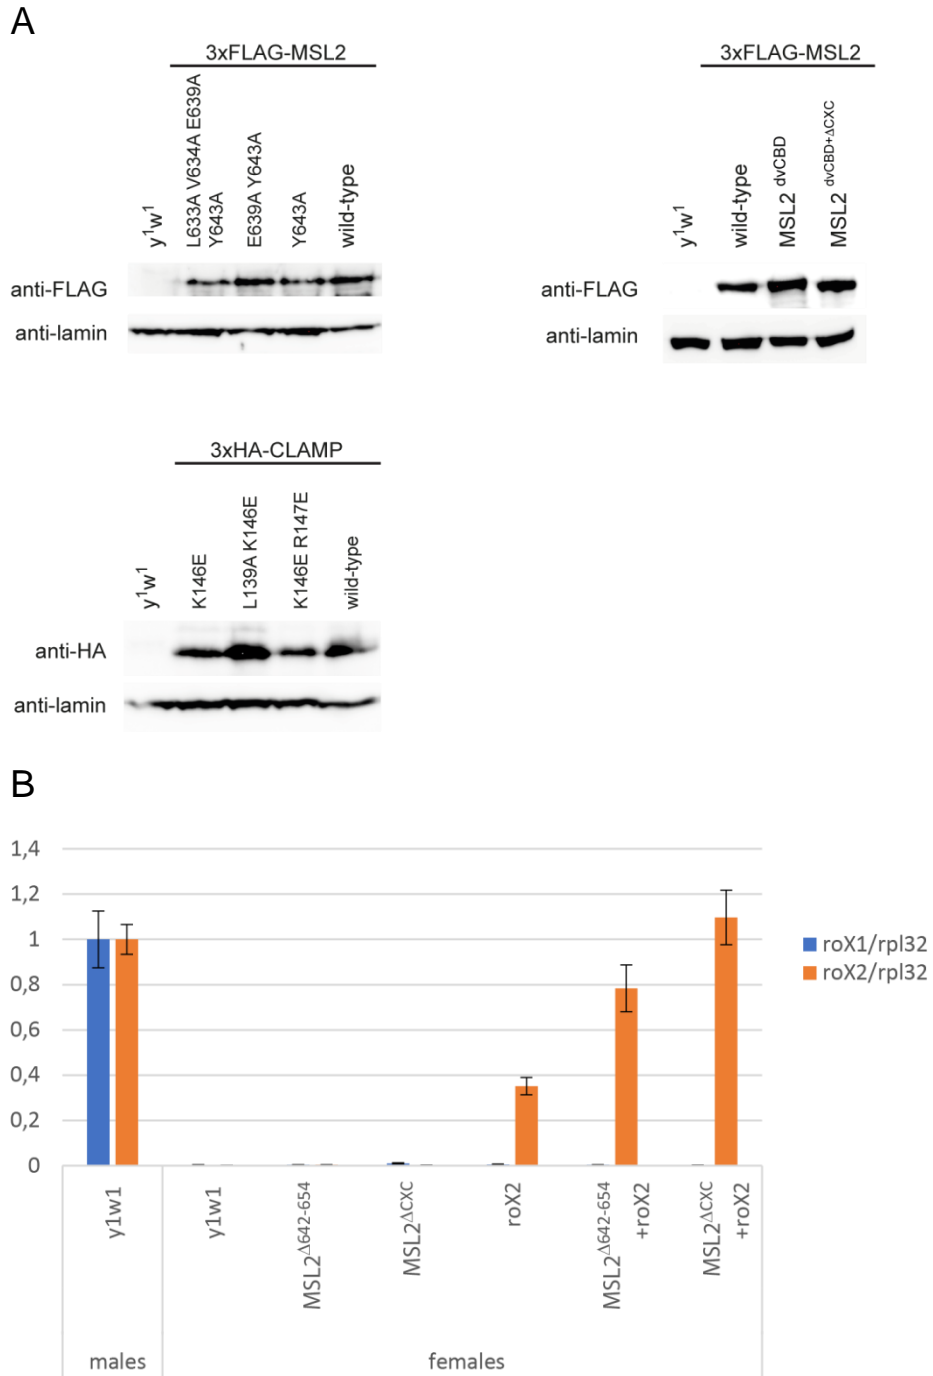 A
3xFLAG-MSL2
y¹w¹
L633A V634A E639A
Y643A
E639A Y643A
Y643A
wild-type
anti-FLAG
anti-lamin
3xFLAG-MSL2
y¹w¹
wild-type
MSL2 dvCBD
MSL2 dvCBD+ΔCXC
anti-FLAG
anti-lamin
3xHA-CLAMP
y¹w¹
K146E
L139A K146E
K146E R147E
wild-type
anti-HA
anti-lamin
B
1,4
1,2
1
0,8
0,6
0,4
0,2
0
roX1/rpl32
roX2/rpl32
y1w1
y1w1
MSL2Δ642-654
MSL2ΔCXC
roX2
MSL2Δ642-654
+roX2
MSL2ΔCXC
+roX2
males
females